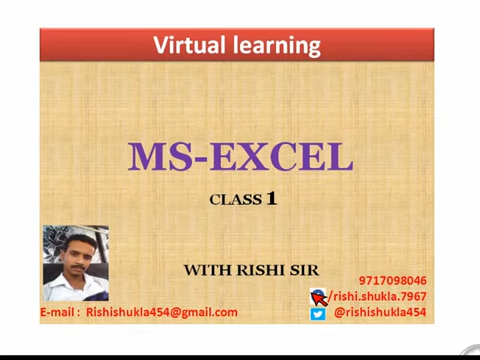 Virtual learning
MS-EXCEL
CLASS 1
WITH RISHI SIR
9717098046
/rishi.shukla.7967
E-mail : Rishishukla454@gmail.com
@rishishukla454